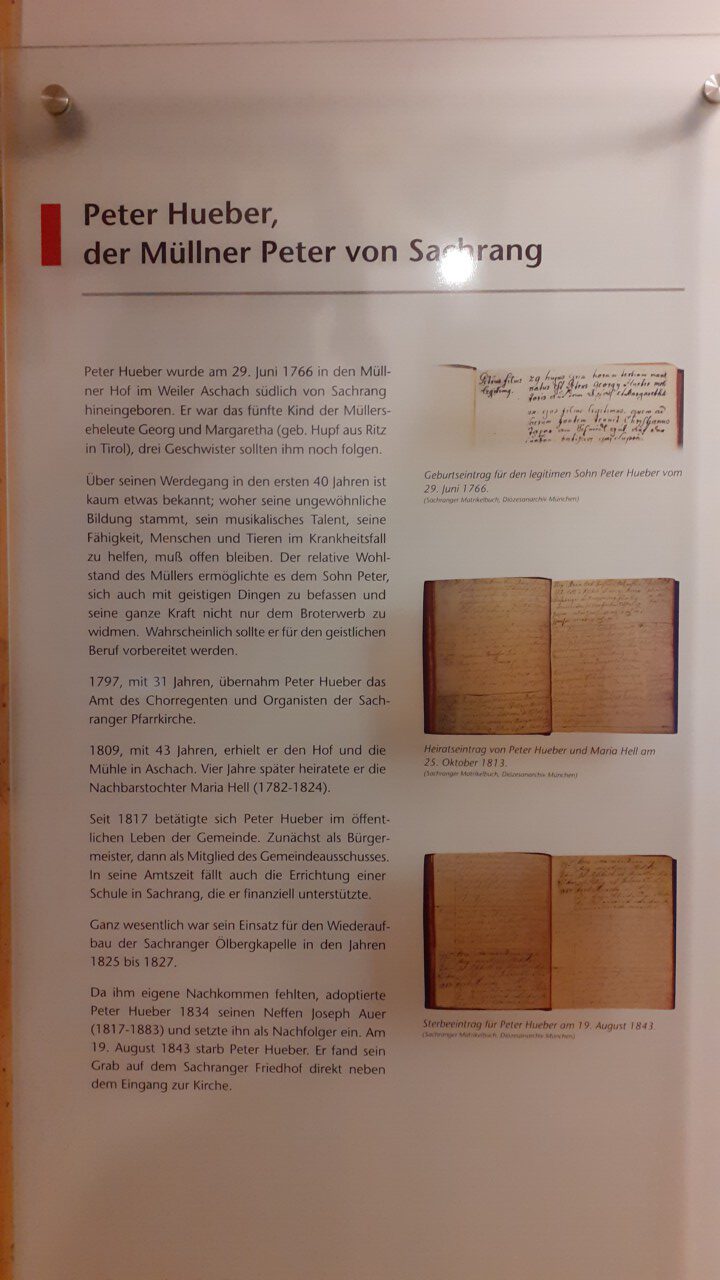 Peter Hueber,
der Müllner Peter von Sachrang
Peter Hueber wurde am 29. Juni 1766 in den Müll-
ner Hof im Weiler Aschach südlich von Sachrang
hineingeboren. Er war das fünfte Kind der Müllers-
eheleute Georg und Margaretha (geb. Hupf aus Ritz
in Tirol), drei Geschwister sollten ihm noch folgen.
Über seinen Werdegang in den ersten 40 Jahren ist
kaum etwas bekannt; woher seine ungewöhnliche
Bildung stammt, sein musikalisches Talent, seine
Fähigkeit, Menschen und Tieren im Krankheitsfall
zu helfen, muß offen bleiben. Der relative Wohl-
stand des Müllers ermöglichte es dem Sohn Peter,
sich auch mit geistigen Dingen zu befassen und
seine ganze Kraft nicht nur dem Broterwerb zu
widmen. Wahrscheinlich sollte er für den geistlichen
Beruf vorbereitet werden.
1797, mit 31 Jahren, übernahm Peter Hueber das
Amt des Chorregenten und Organisten der Sach-
ranger Pfarrkirche.
1809, mit 43 Jahren, erhielt er den Hof und die
Mühle in Aschach. Vier Jahre später heiratete er die
Nachbarstochter Maria Hell (1782-1824).
Seit 1817 betätigte sich Peter Hueber im öffent-
lichen Leben der Gemeinde. Zunächst als Bürger-
meister, dann als Mitglied des Gemeindeausschusses.
In seine Amtszeit fällt auch die Errichtung einer
Schule in Sachrang, die er finanziell unterstützte.
Ganz wesentlich war sein Einsatz für den Wiederauf-
bau der Sachranger Ölbergkapelle in den Jahren
1825 bis 1827.
Da ihm eigene Nachkommen fehlten, adoptierte
Peter Hueber 1834 seinen Neffen Joseph Auer
(1817-1883) und setzte ihn als Nachfolger ein. Am
19. August 1843 starb Peter Hueber. Er fand sein
Grab auf dem Sachranger Friedhof direkt neben
dem Eingang zur Kirche.
Geburtseintrag für den legitimen Sohn Peter Hueber vom
29. Juni 1766.
(Sachranger Matrikelbuch, Diözesanarchiv München)
Heiratseintrag von Peter Hueber und Maria Hell am
25. Oktober 1813.
(Sachranger Matrikelbuch, Diözesanarchiv München)
Sterbeeintrag für Peter Hueber am 19. August 1843.
(Sachranger Matrikelbuch, Diözesanarchiv München)